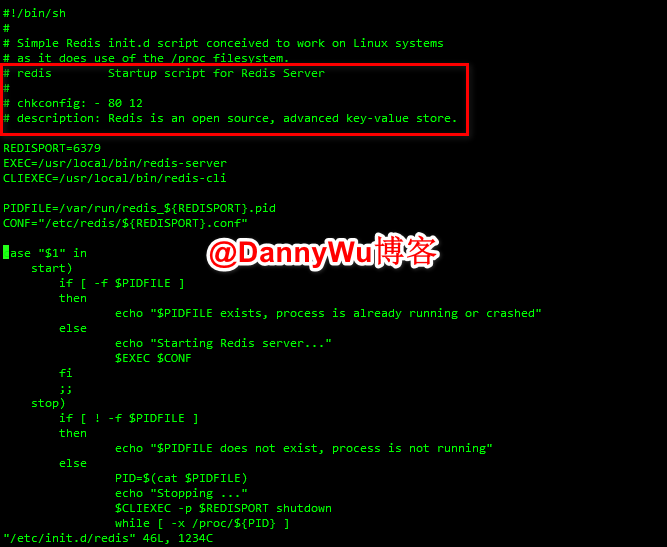 #!/bin/sh
#
# Simple Redis init.d script conceived to work on Linux systems
# as it does use of the /proc filesystem.
# redis        Startup script for Redis Server
#
# chkconfig: - 80 12
# description: Redis is an open source, advanced key-value store.
REDISPORT=6379
EXEC=/usr/local/bin/redis-server
CLIEXEC=/usr/local/bin/redis-cli
PIDFILE=/var/run/redis_${REDISPORT}.pid
CONF="/etc/redis/${REDISPORT}.conf"
@DannyWu博客
ase "$1" in
    start)
        if [ -f $PIDFILE ]
        then
                echo "$PIDFILE exists, process is already running or crashed"
        else
                echo "Starting Redis server..."
                $EXEC $CONF
        fi
        ;;
    stop)
        if [ ! -f $PIDFILE ]
        then
                echo "$PIDFILE does not exist, process is not running"
        else
                PID=$(cat $PIDFILE)
                echo "Stopping ..."
                $CLIEXEC -p $REDISPORT shutdown
                while [ -x /proc/${PID} ]
"/etc/init.d/redis" 46L, 1234C